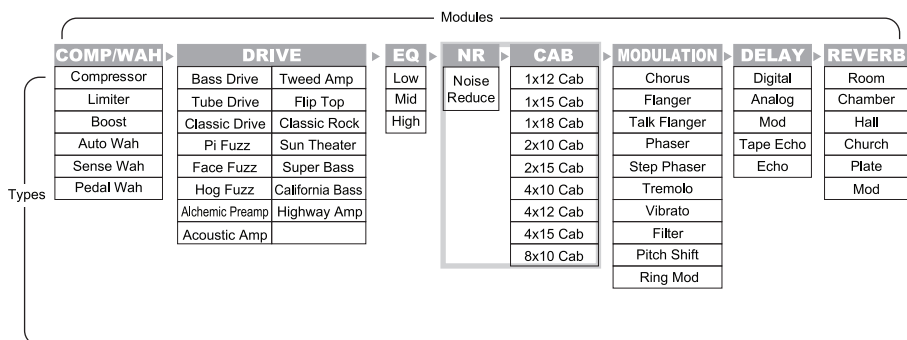 Modules
COMP/WAH DRIVE EQ NR CAB MODULATION DELAY REVERB
Types
Compressor
Limiter
Boost
Auto Wah
Sense Wah
Pedal Wah
Bass Drive Tweed Amp
Tube Drive Flip Top
Classic Drive Classic Rock
Pi Fuzz Sun Theater
Face Fuzz Super Bass
Hog Fuzz California Bass
Alchemic Preamp Highway Amp
Acoustic Amp
Low
Mid
High
Noise
Reduce
1x12 Cab
1x15 Cab
1x18 Cab
2x10 Cab
2x15 Cab
4x10 Cab
4x12 Cab
4x15 Cab
8x10 Cab
Chorus
Flanger
Talk Flanger
Phaser
Step Phaser
Tremolo
Vibrato
Filter
Pitch Shift
Ring Mod
Digital
Analog
Mod
Tape Echo
Echo
Room
Chamber
Hall
Church
Plate
Mod